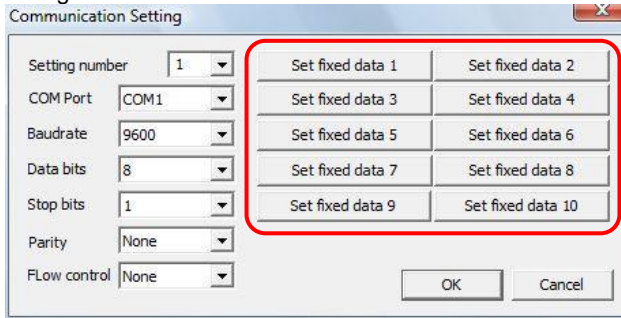 Communication Setting
Setting number 1 Set fixed data 1 Set fixed data 2
COM Port COM1 Set fixed data 3 Set fixed data 4
Baudrate 9600 Set fixed data 5 Set fixed data 6
Data bits 8 Set fixed data 7 Set fixed data 8
Stop bits 1 Set fixed data 9 Set fixed data 10
Parity None
FLow control None OK Cancel